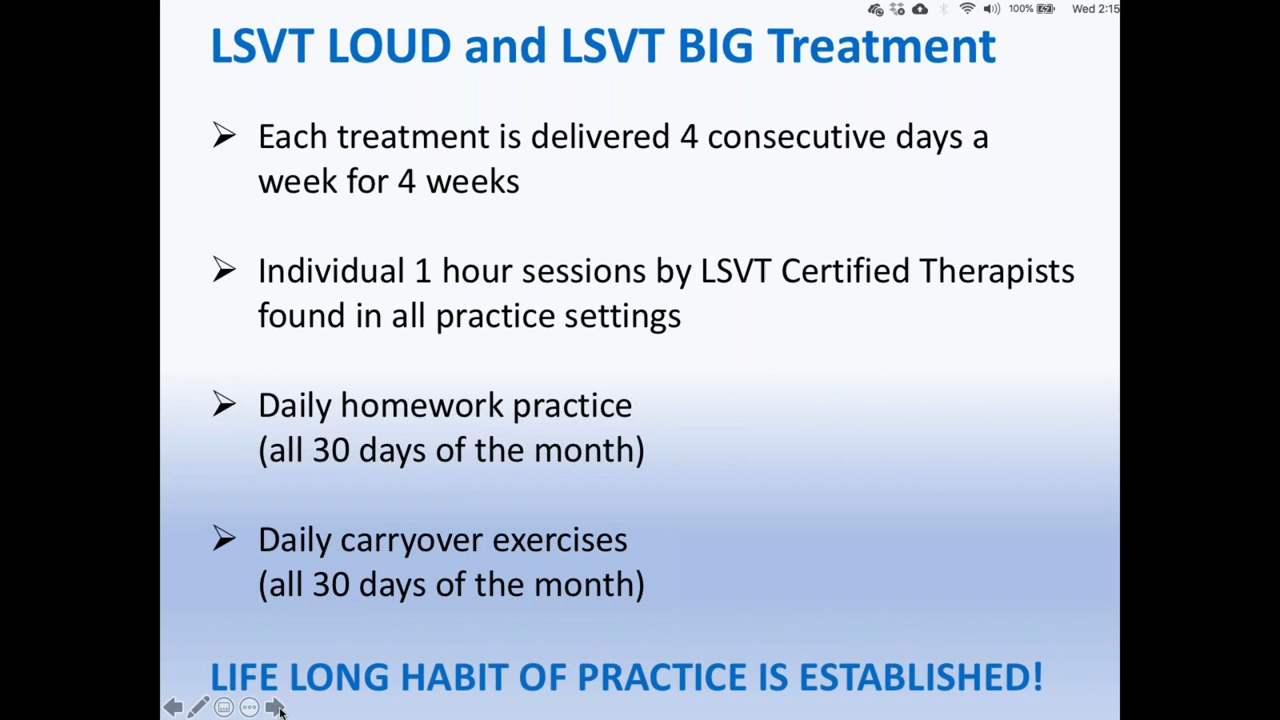 100% Wed 2:15
LSVT LOUD and LSVT BIG Treatment
➢ Each treatment is delivered 4 consecutive days a
week for 4 weeks
➢ Individual 1 hour sessions by LSVT Certified Therapists
found in all practice settings
➢ Daily homework practice
(all 30 days of the month)
➢ Daily carryover exercises
(all 30 days of the month)
LIFE LONG HABIT OF PRACTICE IS ESTABLISHED!